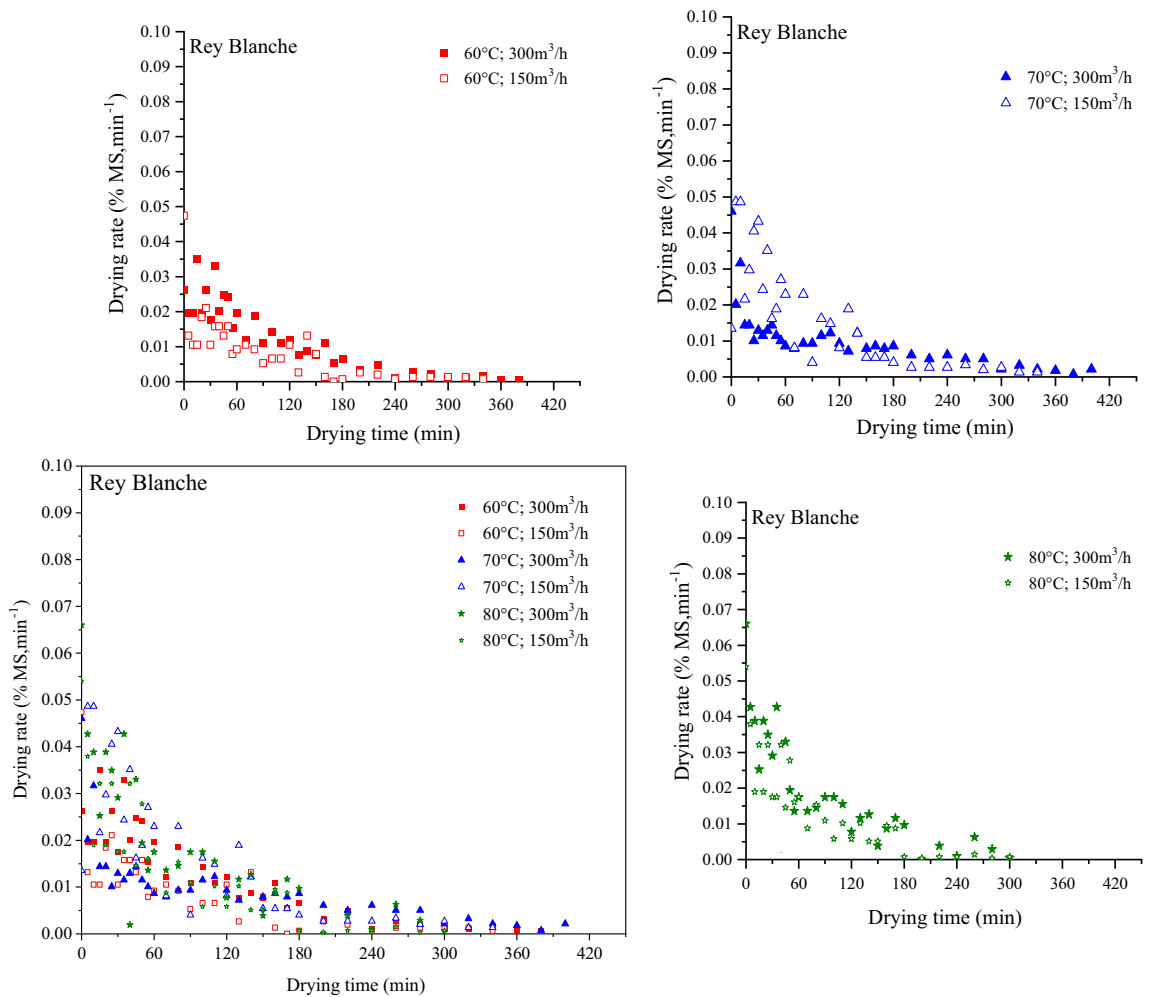 Rey Blanche
60°C; 300m³/h
60°C; 150m³/h
0.10
0.09
0.08
0.07
0.06
0.05
0.04
0.03
0.02
0.01
0.00
0 60 120 180 240 300 360 420
Drying rate (% MS,min⁻¹)
Drying time (min)
Rey Blanche
70°C; 300m³/h
70°C; 150m³/h
0.10
0.09
0.08
0.07
0.06
0.05
0.04
0.03
0.02
0.01
0.00
0 60 120 180 240 300 360 420
Drying rate (% MS,min⁻¹)
Drying time (min)
Rey Blanche
60°C; 300m³/h
60°C; 150m³/h
70°C; 300m³/h
70°C; 150m³/h
80°C; 300m³/h
80°C; 150m³/h
0.10
0.09
0.08
0.07
0.06
0.05
0.04
0.03
0.02
0.01
0.00
0 60 120 180 240 300 360 420
Drying rate (% MS,min⁻¹)
Drying time (min)
Rey Blanche
80°C; 300m³/h
80°C; 150m³/h
0.10
0.09
0.08
0.07
0.06
0.05
0.04
0.03
0.02
0.01
0.00
0 60 120 180 240 300 360 420
Drying rate (% MS,min⁻¹)
Drying time (min)